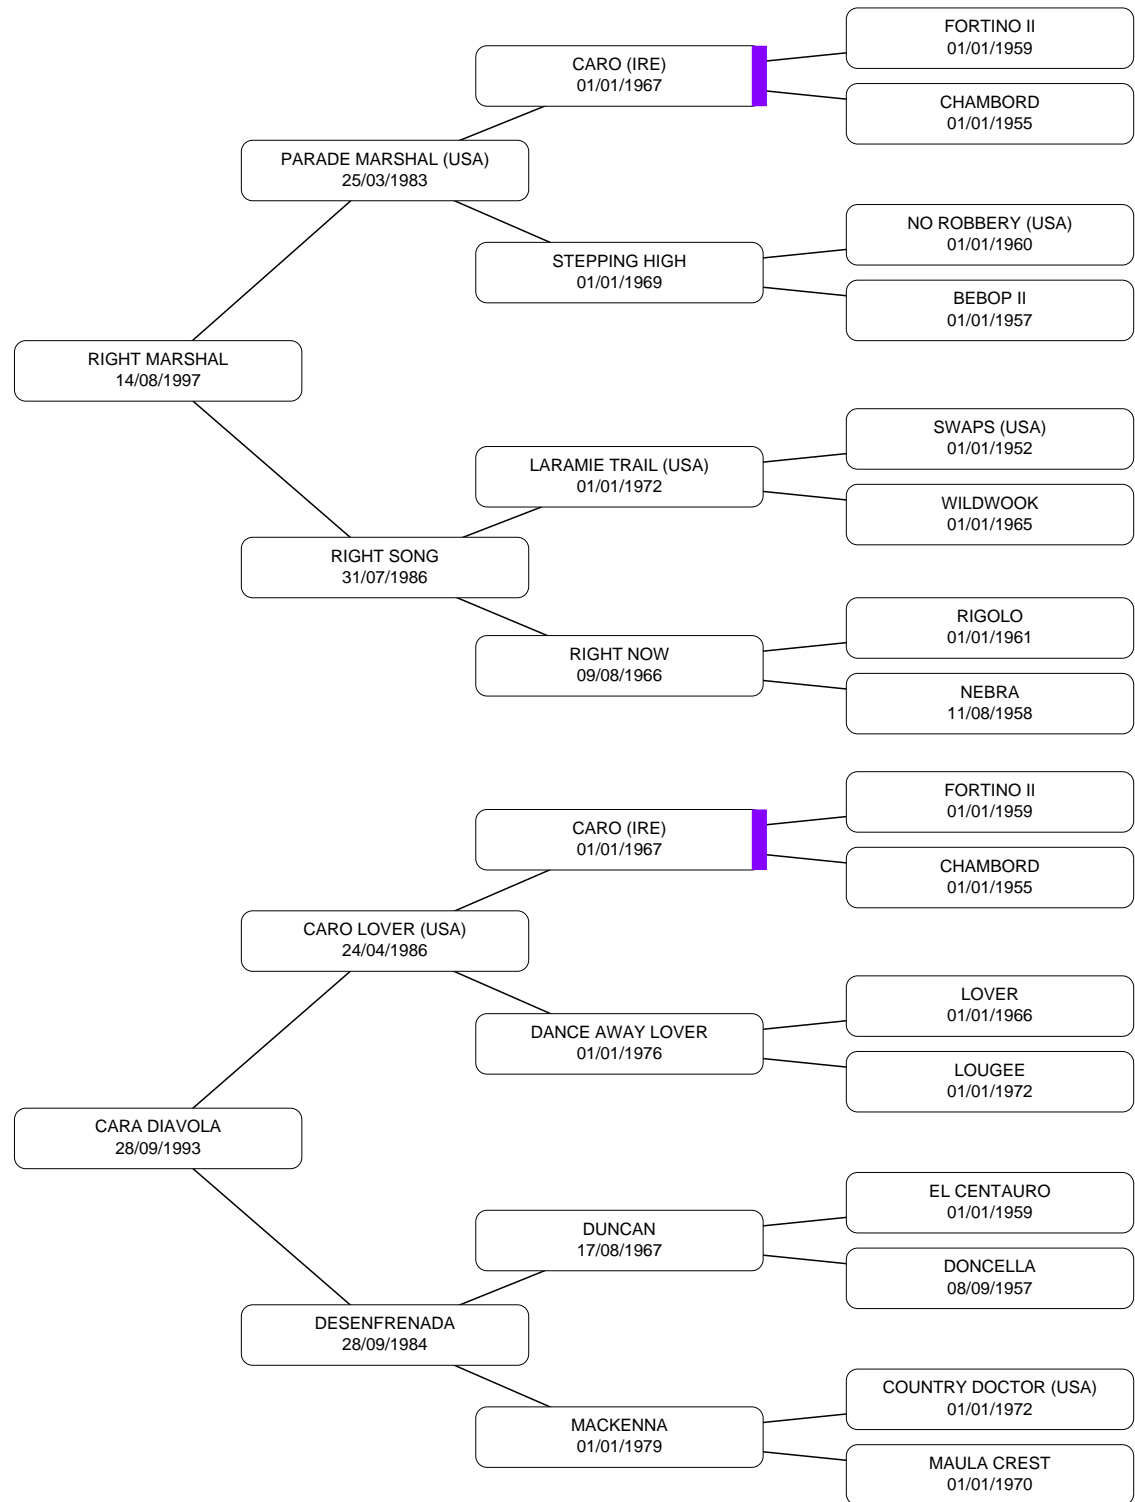 FORTINO II
01/01/1959
CARO (IRE)
01/01/1967
CHAMBORD
01/01/1955
PARADE MARSHAL (USA)
25/03/1983
NO ROBBERY (USA)
01/01/1960
STEPPING HIGH
01/01/1969
BEBOP II
01/01/1957
RIGHT MARSHAL
14/08/1997
SWAPS (USA)
01/01/1952
LARAMIE TRAIL (USA)
01/01/1972
WILDWOOK
01/01/1965
RIGHT SONG
31/07/1986
RIGOLO
01/01/1961
RIGHT NOW
09/08/1966
NEBRA
11/08/1958
FORTINO II
01/01/1959
CARO (IRE)
01/01/1967
CHAMBORD
01/01/1955
CARO LOVER (USA)
24/04/1986
LOVER
01/01/1966
DANCE AWAY LOVER
01/01/1976
LOUGEE
01/01/1972
CARA DIAVOLA
28/09/1993
EL CENTAURO
01/01/1959
DUNCAN
17/08/1967
DONCELLA
08/09/1957
DESENFRENADA
28/09/1984
COUNTRY DOCTOR (USA)
01/01/1972
MACKENNA
01/01/1979
MAULA CREST
01/01/1970